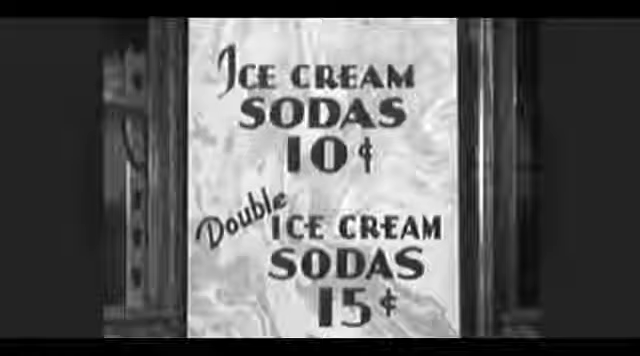 ICE CREAM
SODAS
10¢
Double ICE CREAM
SODAS
15¢